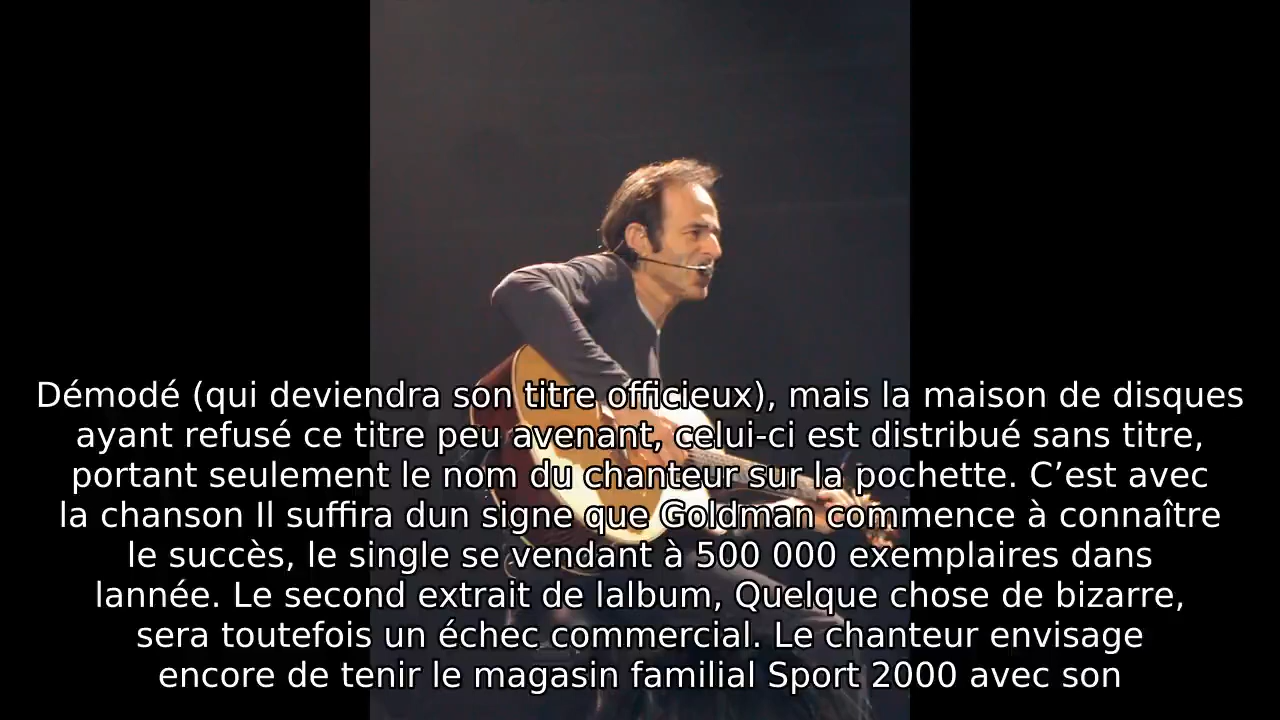 Démodé (qui deviendra son titre officieux), mais la maison de disques
ayant refusé ce titre peu avenant, celui-ci est distribué sans titre,
portant seulement le nom du chanteur sur la pochette. C’est avec
la chanson Il suffira dun signe que Goldman commence à connaître
le succès, le single se vendant à 500 000 exemplaires dans
lannée. Le second extrait de lalbum, Quelque chose de bizarre,
sera toutefois un échec commercial. Le chanteur envisage
encore de tenir le magasin familial Sport 2000 avec son